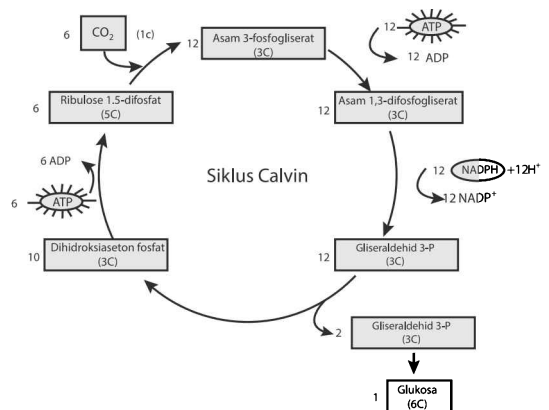 6 CO2 (1c)
12 Asam 3-fosfogliserat
(3C)
12 ATP
12 ADP
6 Ribulose 1.5-difosfat
(5C)
12 Asam 1,3-difosfogliserat
(3C)
6 ADP
6 ATP
Siklus Calvin
12 NADPH +12H+
12 NADP+
10 Dihidroksiaseton fosfat
(3C)
12 Gliseraldehid 3-P
(3C)
2 Gliseraldehid 3-P
(3C)
1 Glukosa
(6C)